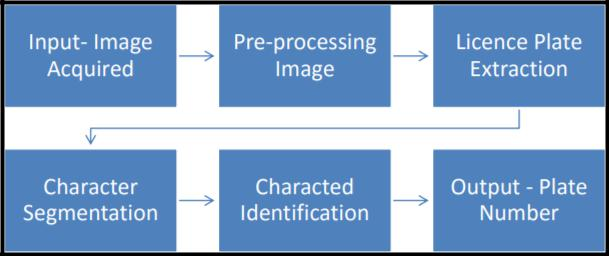 Input- Image
Acquired
Pre-processing
Image
Licence Plate
Extraction
Character
Segmentation
Characted
Identification
Output - Plate
Number